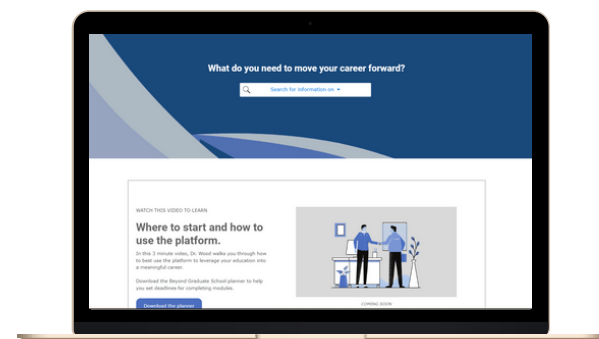 What do you need to move your career forward?
Search for information on
WATCH THIS VIDEO TO LEARN
Where to start and how to
use the platform.
In this 3 minute video, Dr. Wood walks you through how
to best use the platform to leverage your education into
a meaningful career.
Download the Beyond Graduate School planner to help
you set deadlines for completing modules.
Download the planner
COMING SOON